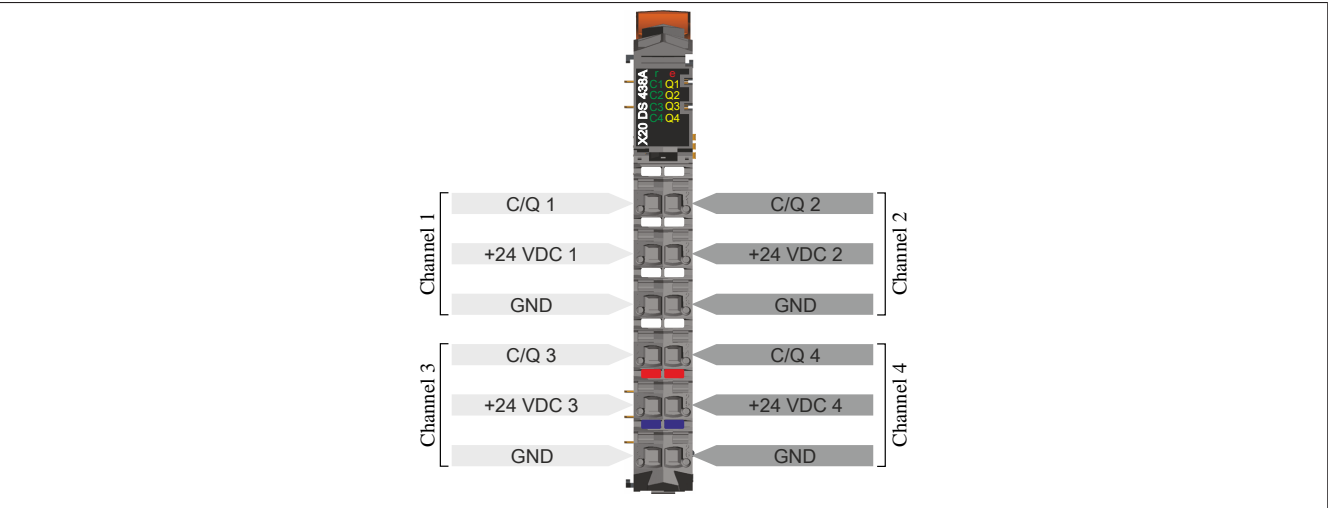 X20 DS 438A
r e
C1 Q1
C2 Q2
C3 Q3
C4 Q4
Channel 1
C/Q 1
+24 VDC 1
GND
Channel 2
C/Q 2
+24 VDC 2
GND
Channel 3
C/Q 3
+24 VDC 3
GND
Channel 4
C/Q 4
+24 VDC 4
GND